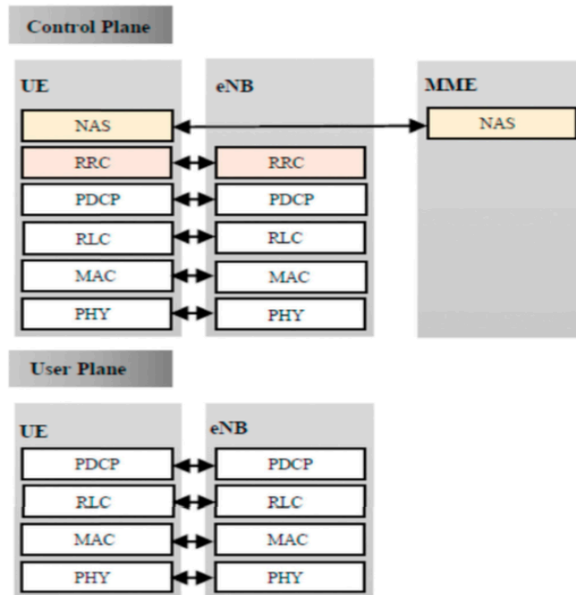 Control Plane
UE eNB MME
NAS NAS
RRC RRC
PDCP PDCP
RLC RLC
MAC MAC
PHY PHY
User Plane
UE eNB
PDCP PDCP
RLC RLC
MAC MAC
PHY PHY